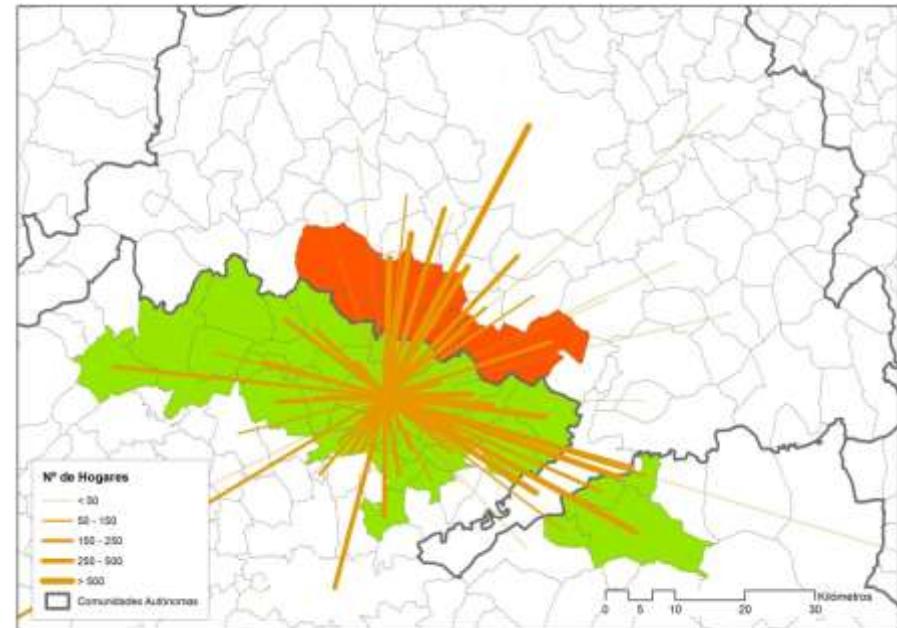 Nº de Hogares
< 50
50 - 150
150 - 250
250 - 500
> 500
Comunidades Autónomas
Kilómetros
0 5 10 20 30